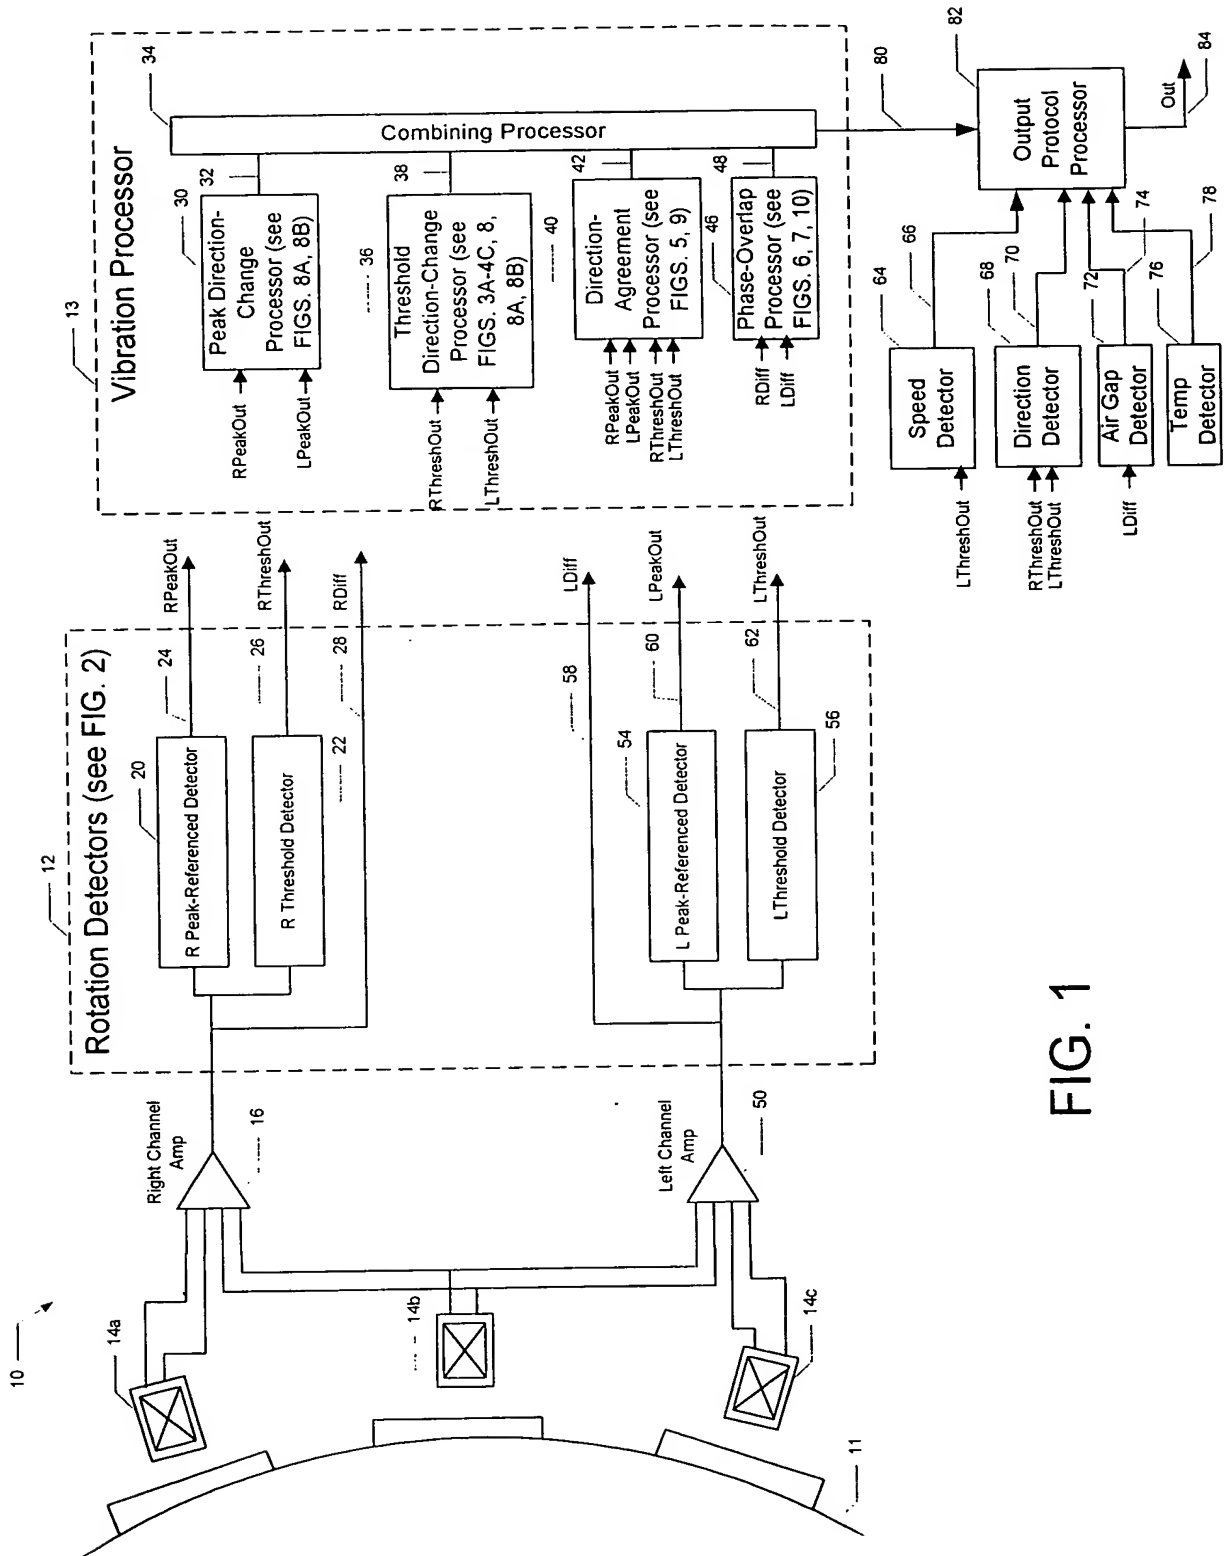 10
14a
14b
14c
11
Right Channel
Amp
16
Left Channel
Amp
50
12
Rotation Detectors (see FIG. 2)
20
R Peak-Referenced Detector
24
RPeakOut
R Threshold Detector
26
RThreshOut
22
28
RDiff
58
LDiff
54
L Peak-Referenced Detector
60
LPeakOut
LThreshold Detector
62
LThreshOut
56
13
Vibration Processor
30
RPeakOut
LPeakOut
Peak Direction-
Change
Processor (see
FIGS. 8A, 8B)
32
34
Combining Processor
36
RThreshOut
LThreshOut
Threshold
Direction-Change
Processor (see
FIGS. 3A-4C, 8,
8A, 8B)
38
40
RPeakOut
LPeakOut
RThreshOut
LThreshOut
Direction-
Agreement
Processor (see
FIGS. 5, 9)
42
46
RDiff
LDiff
Phase-Overlap
Processor (see
FIGS. 6, 7, 10)
48
80
64
LThreshOut
Speed
Detector
66
68
RThreshOut
LThreshOut
Direction
Detector
70
72
LDiff
Air Gap
Detector
74
76
Temp
Detector
78
82
Output
Protocol
Processor
Out
84
FIG. 1